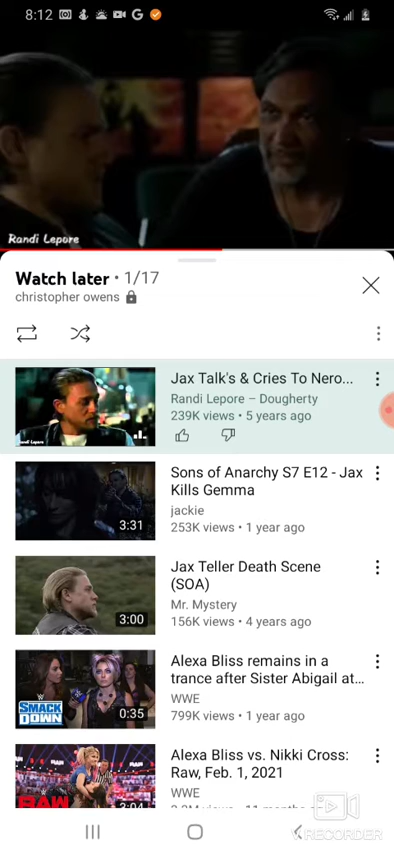 8:12
Randi Lepore
Watch later • 1/17
christopher owens
Jax Talk's & Cries To Nero...
Randi Lepore – Dougherty
239K views • 5 years ago
Randi Lepore
Sons of Anarchy S7 E12 - Jax
Kills Gemma
jackie
253K views • 1 year ago
3:31
Jax Teller Death Scene
(SOA)
Mr. Mystery
156K views • 4 years ago
3:00
Alexa Bliss remains in a
trance after Sister Abigail at...
WWE
799K views • 1 year ago
SMACK
DOWN
0:35
Alexa Bliss vs. Nikki Cross:
Raw, Feb. 1, 2021
WWE
RAW
3:04
RECORDER